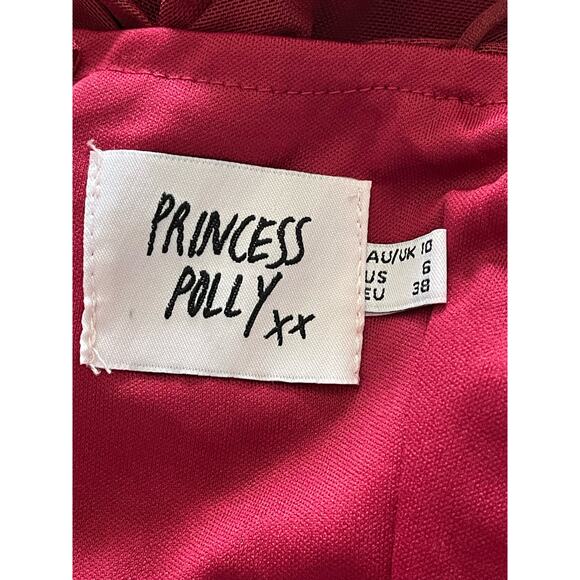 PRINCESS
POLLY xx
AU/UK 10
US 6
EU 38